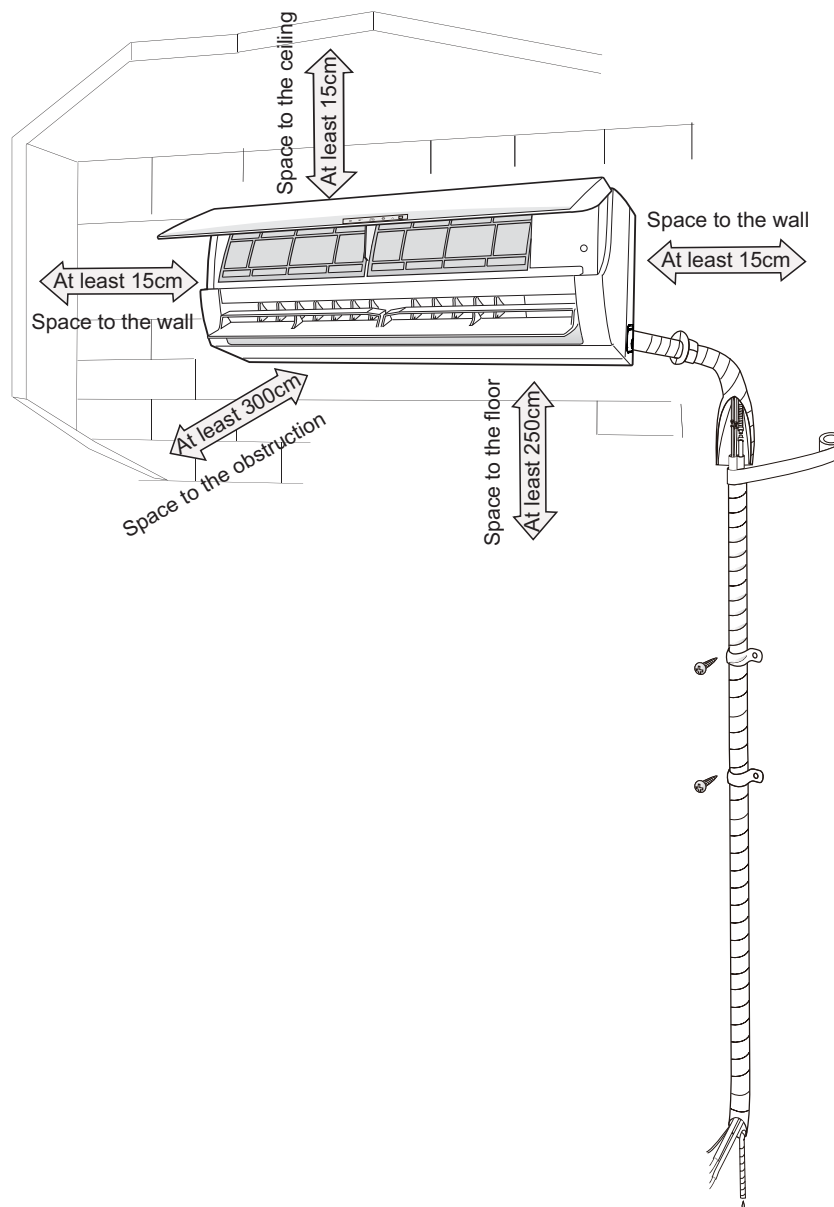 Space to the ceiling
At least 15cm
Space to the wall
At least 15cm
At least 15cm
Space to the wall
At least 300cm
Space to the obstruction
Space to the floor
At least 250cm